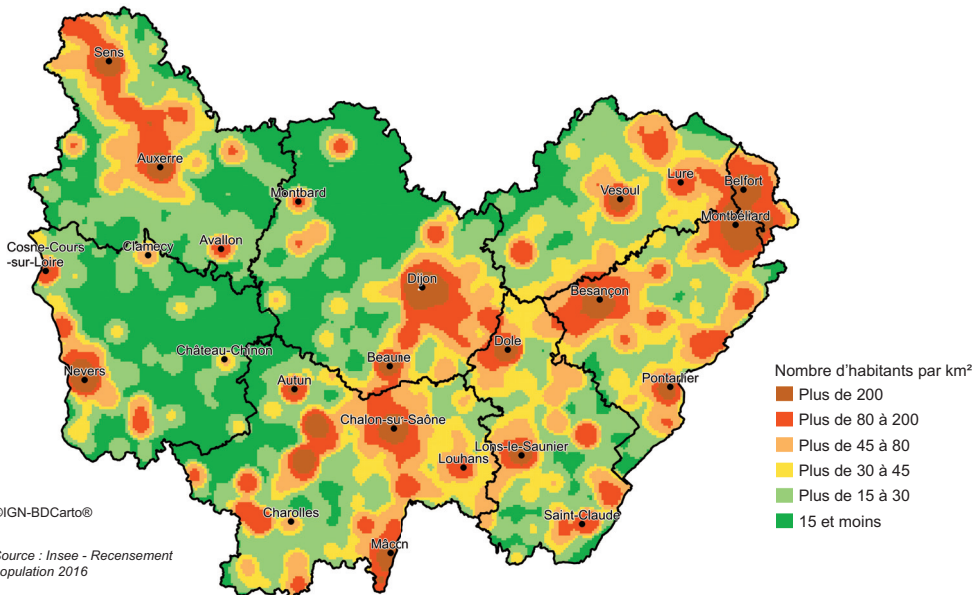 Sens
Auxerre
Montbard
Vesoul
Lure
Belfort
Montbéliard
Cosne-Cours
-sur-Loire
Clamecy
Avallon
Dijon
Besançon
Château-Chinon
Nevers
Autun
Beaune
Dole
Pontarlier
Chalon-sur-Saône
Louhans
Lons-le-Saunier
Charolles
Saint-Claude
Mâcon
Nombre d'habitants par km²
Plus de 200
Plus de 80 à 200
Plus de 45 à 80
Plus de 30 à 45
Plus de 15 à 30
15 et moins
©IGN-BDCarto®
Source : Insee - Recensement
population 2016